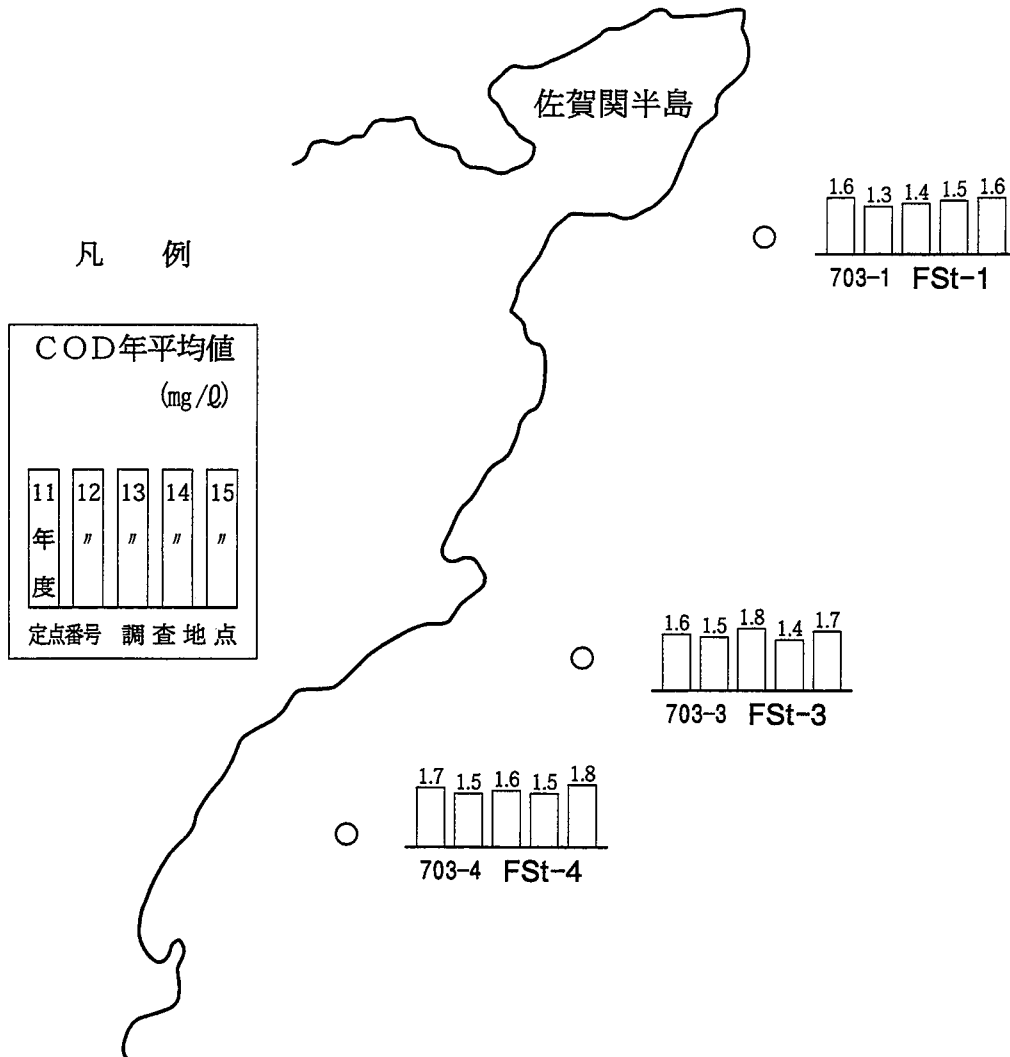 佐賀関半島
1.6 1.3 1.4 1.5 1.6
703-1 FSt-1
凡 例
COD年平均値
(mg/ℓ)
11 12 13 14 15
年 〃 〃 〃 〃
度
定点番号 調査地点
1.6 1.5 1.8 1.4 1.7
703-3 FSt-3
1.7 1.5 1.6 1.5 1.8
703-4 FSt-4